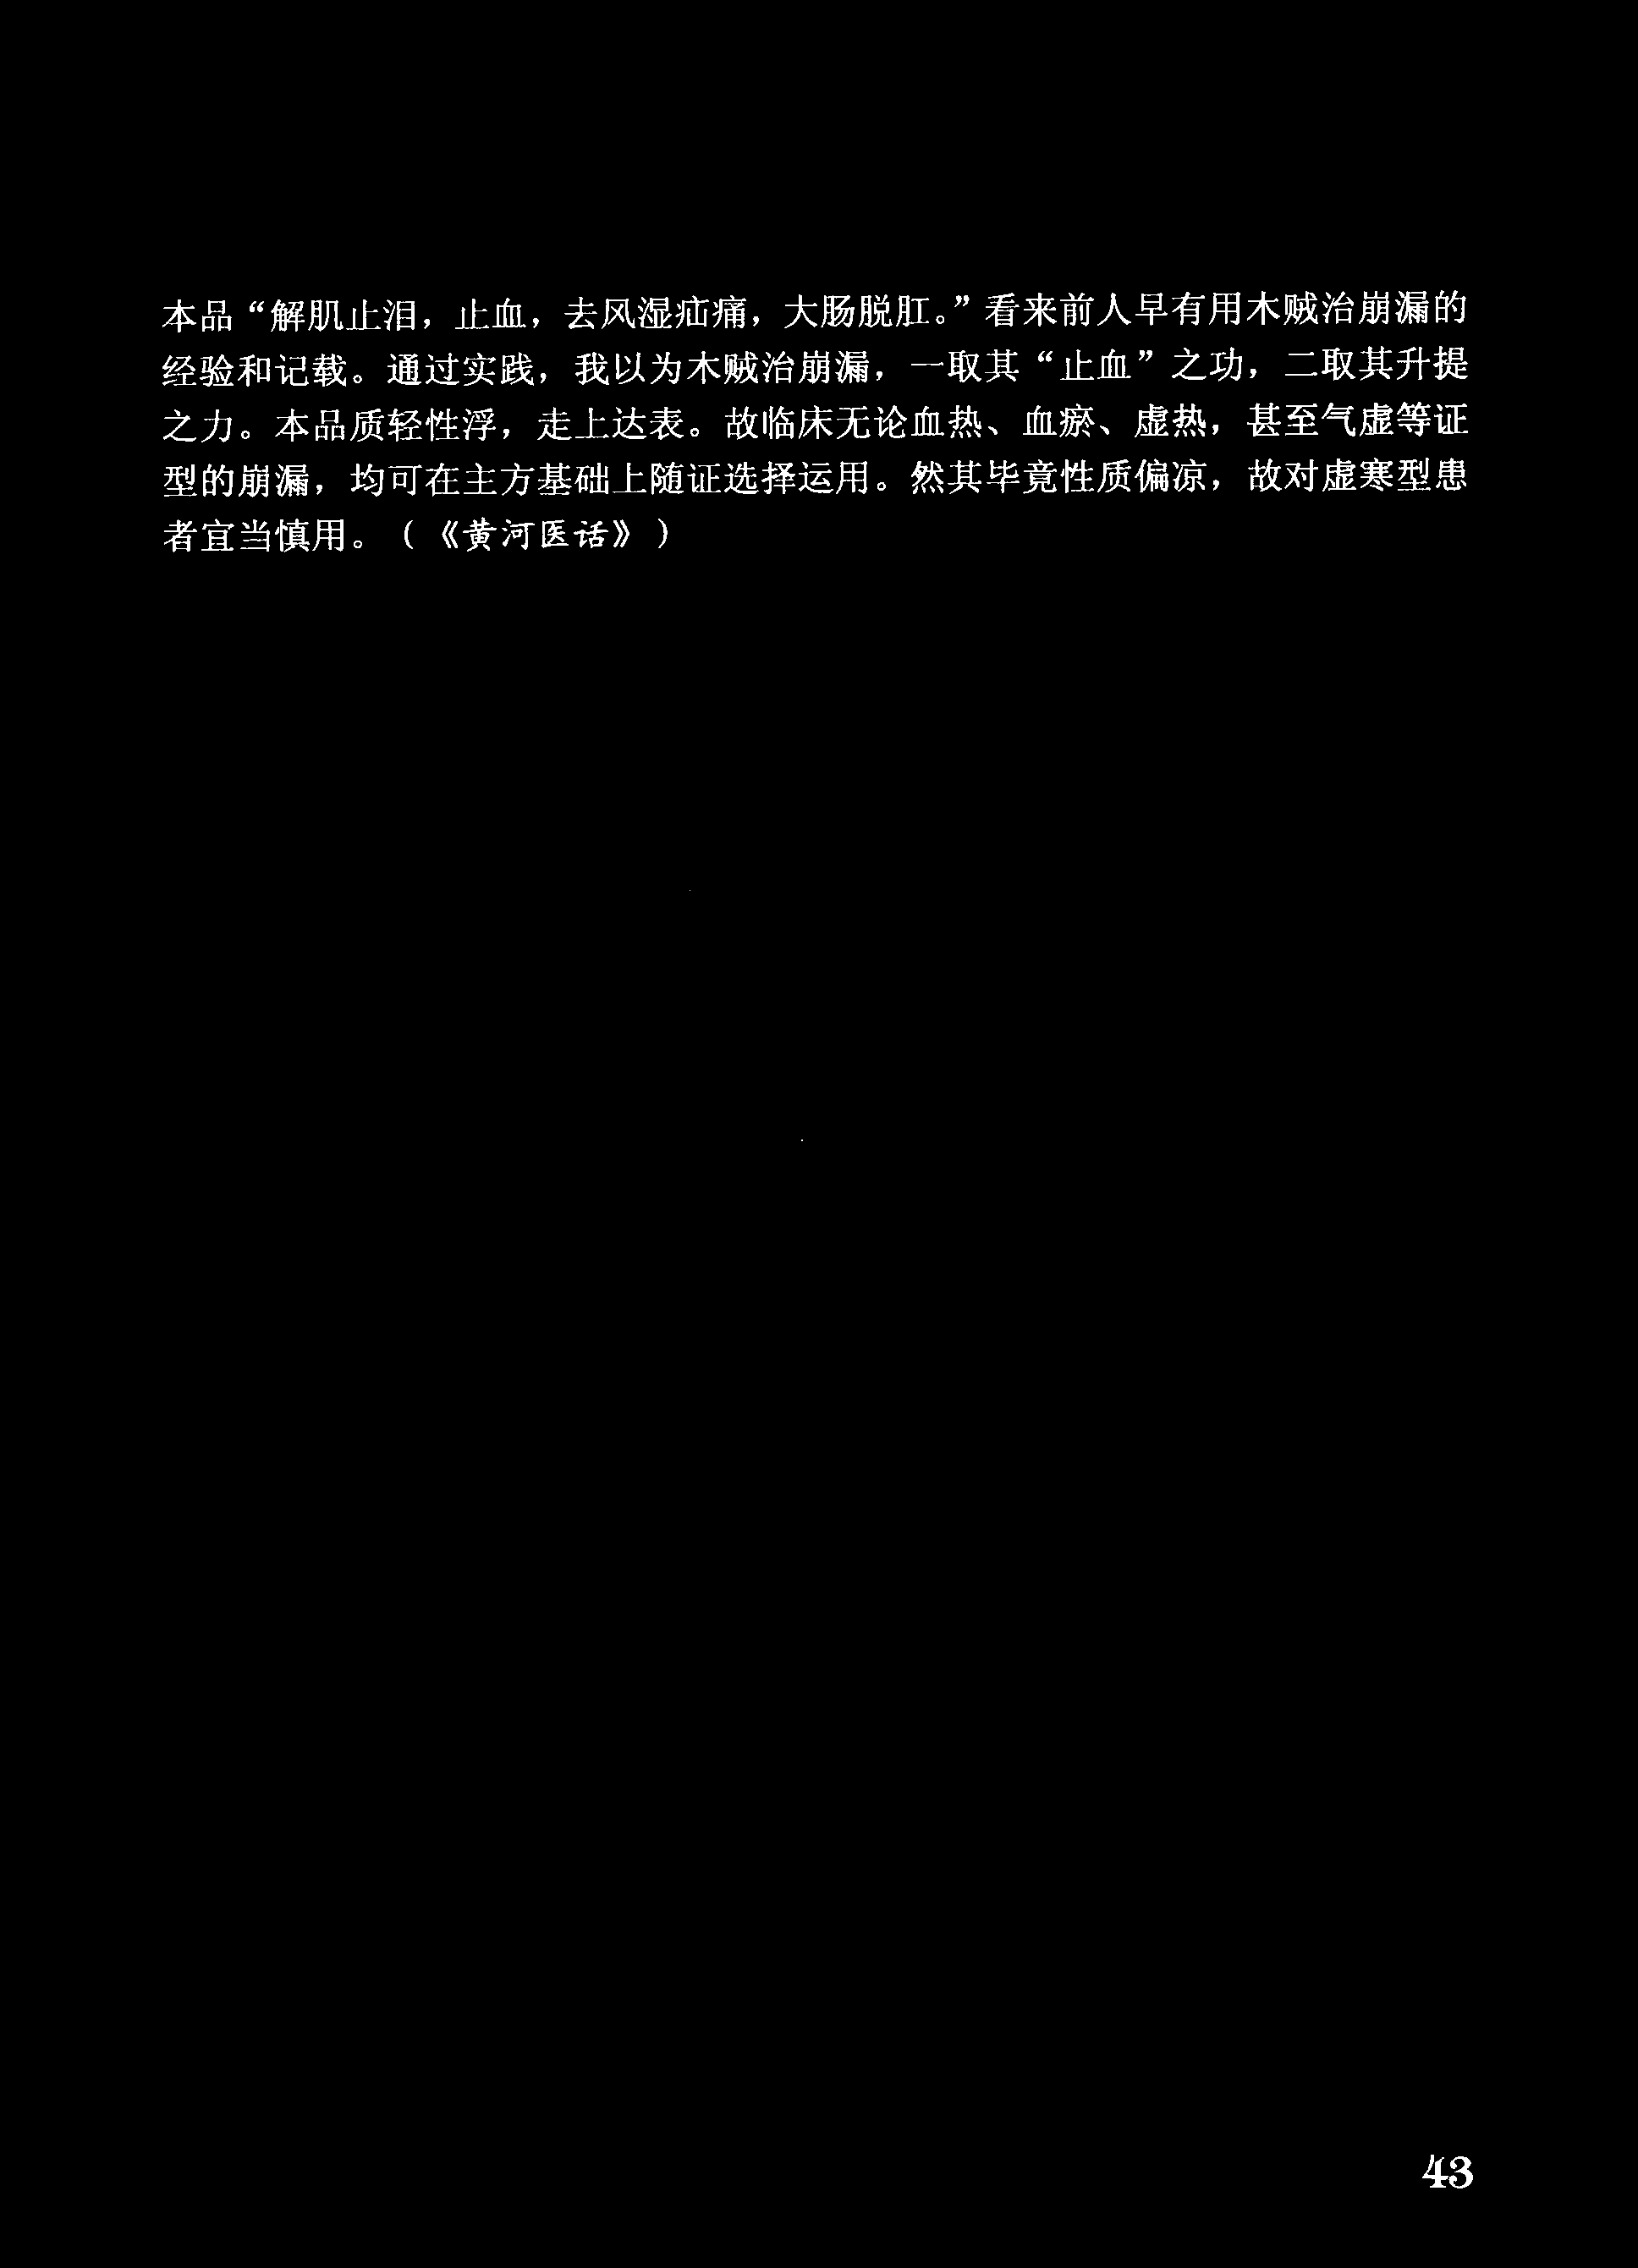 本品“解肌止泪，止血，去风湿疝痛，大肠脱肛。”看来前人早有用木贼治崩漏的
经验和记载。通过实践，我以为木贼治崩漏，一取其“止血”之功，二取其升提
之力。本品质轻性浮，走上达表。故临床无论血热、血瘀、虚热，甚至气虚等证
型的崩漏，均可在主方基础上随证选择运用。然其毕竟性质偏凉，故对虚寒型患
者宜当慎用。（《黄河医话》）
43